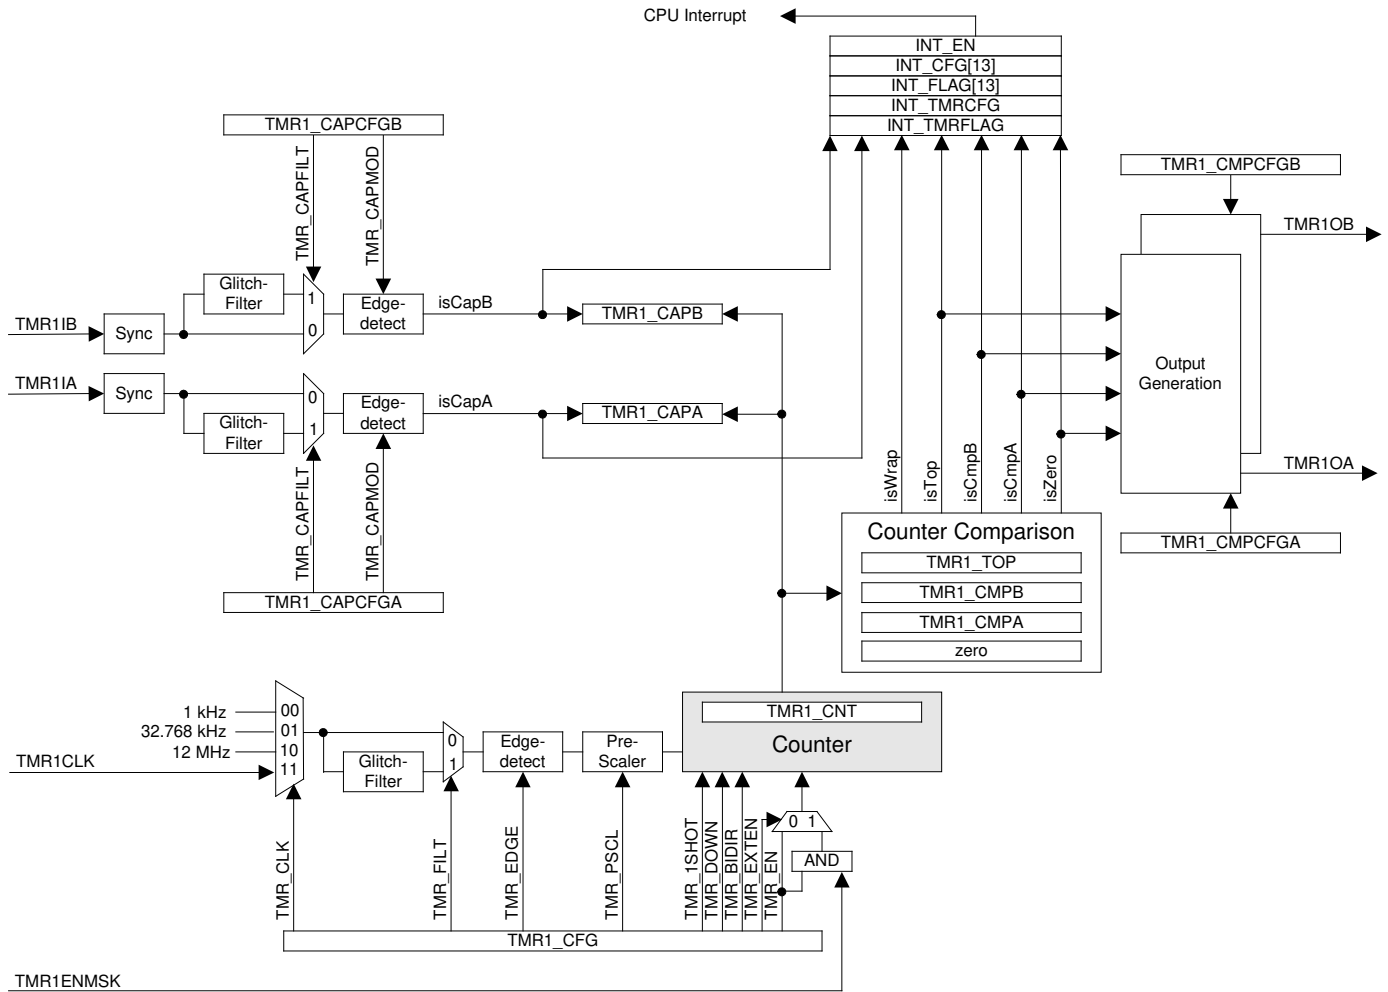 CPU Interrupt
INT_EN
INT_CFG[13]
INT_FLAG[13]
INT_TMRCFG
INT_TMRFLAG
TMR1_CAPCFGB
TMR_CAPFILT
TMR_CAPMOD
TMR1_CMPCFGB
TMR1OB
Glitch-
Filter
1
0
Edge-
detect
isCapB
TMR1_CAPB
TMR1IB
Sync
TMR1IA
Sync
0
1
Glitch-
Filter
Edge-
detect
isCapA
TMR1_CAPA
Output
Generation
TMR1OA
TMR_CAPFILT
TMR_CAPMOD
TMR1_CAPCFGA
isWrap
isTop
isCmpB
isCmpA
isZero
TMR1_CMPCFGA
Counter Comparison
TMR1_TOP
TMR1_CMPB
TMR1_CMPA
zero
1 kHz
32.768 kHz
12 MHz
TMR1CLK
00
01
10
11
Glitch-
Filter
0
1
Edge-
detect
Pre-
Scaler
TMR1_CNT
Counter
TMR_CLK
TMR_FILT
TMR_EDGE
TMR_PSCL
TMR_1SHOT
TMR_DOWN
TMR_BIDIR
TMR_EXTEN
TMR_EN
0 1
AND
TMR1_CFG
TMR1ENMSK